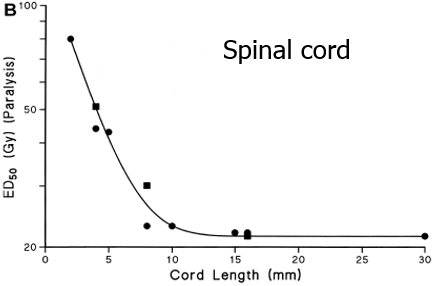 B
Spinal cord
ED50 (Gy) (Paralysis)
100
50
20
0 5 10 15 20 25 30
Cord Length (mm)